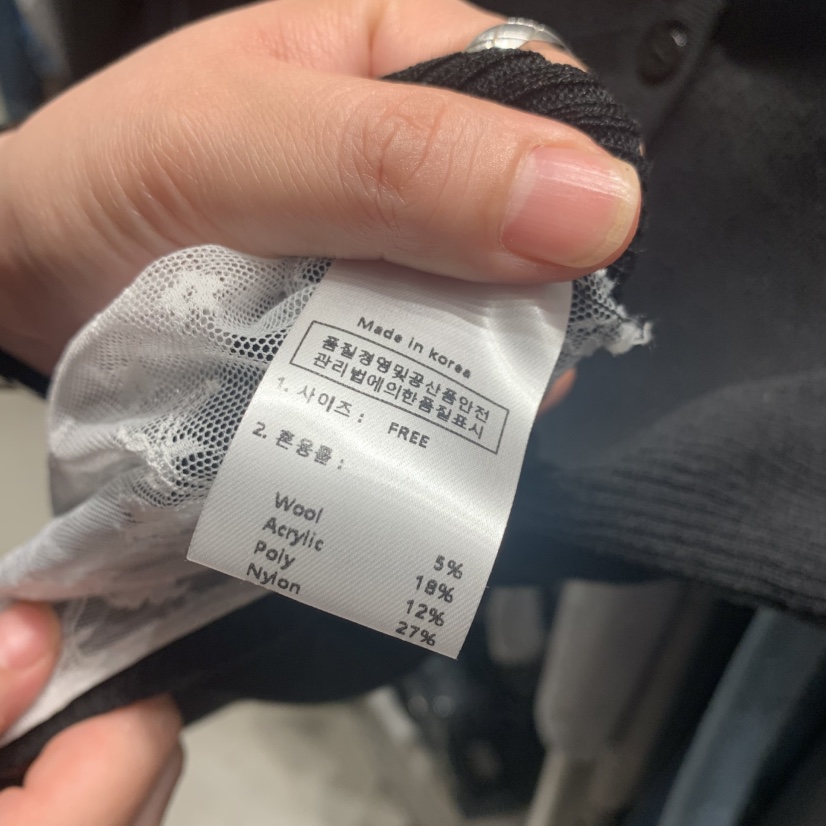 Made in korea
품질경영및공산품안전
관리법에의한품질표시
1. 사이즈 : FREE
2. 혼용률 :
Wool 5%
Acrylic 18%
Poly 12%
Nylon 27%